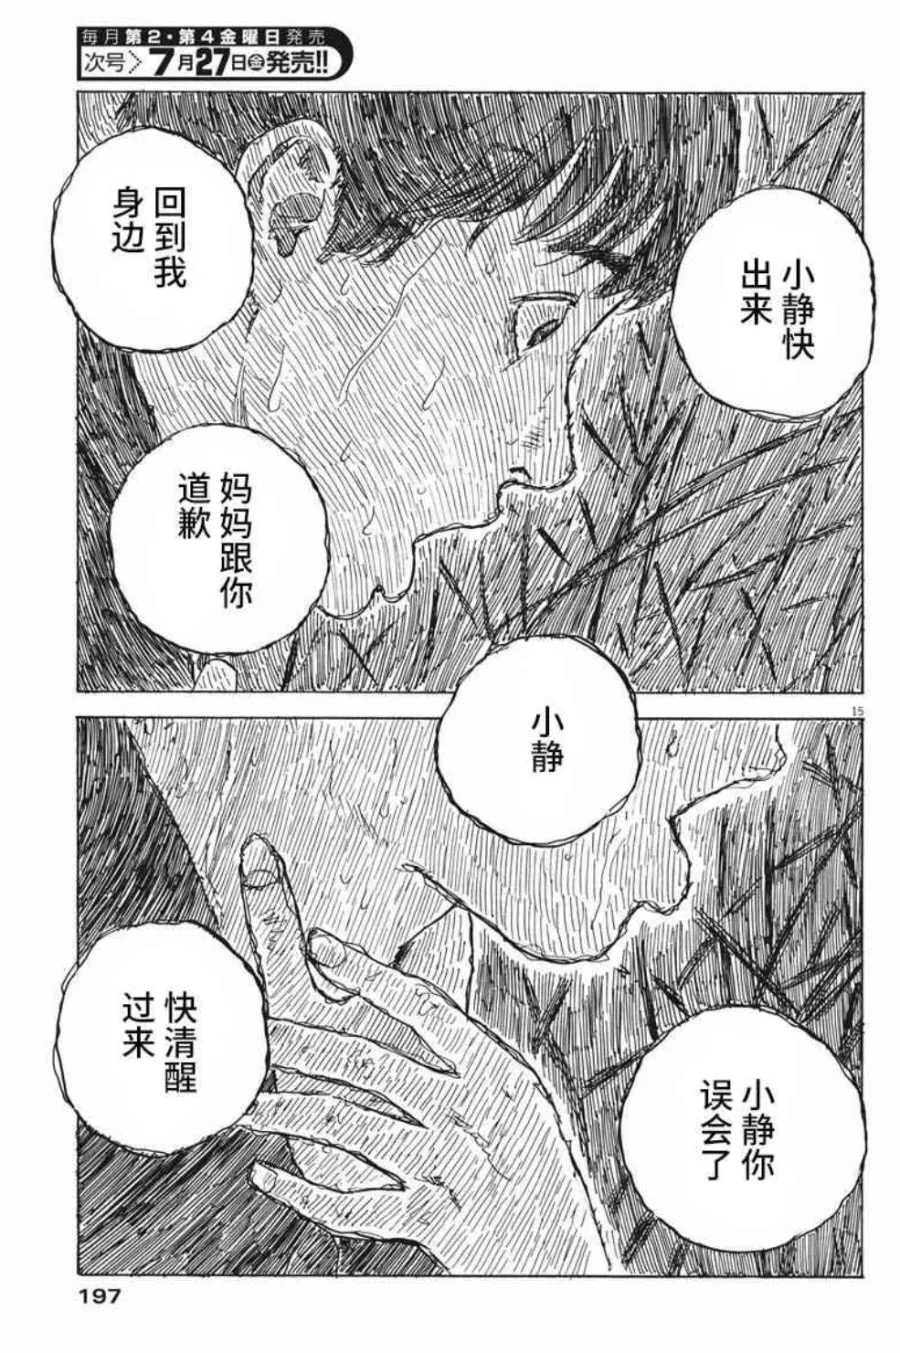 毎月第2・第4金曜日発売
次号〉7月27日㊎発売!!
小静快
出来
回到我
身边
妈妈跟你
道歉
15
小静
小静你
误会了
快清醒
过来
197